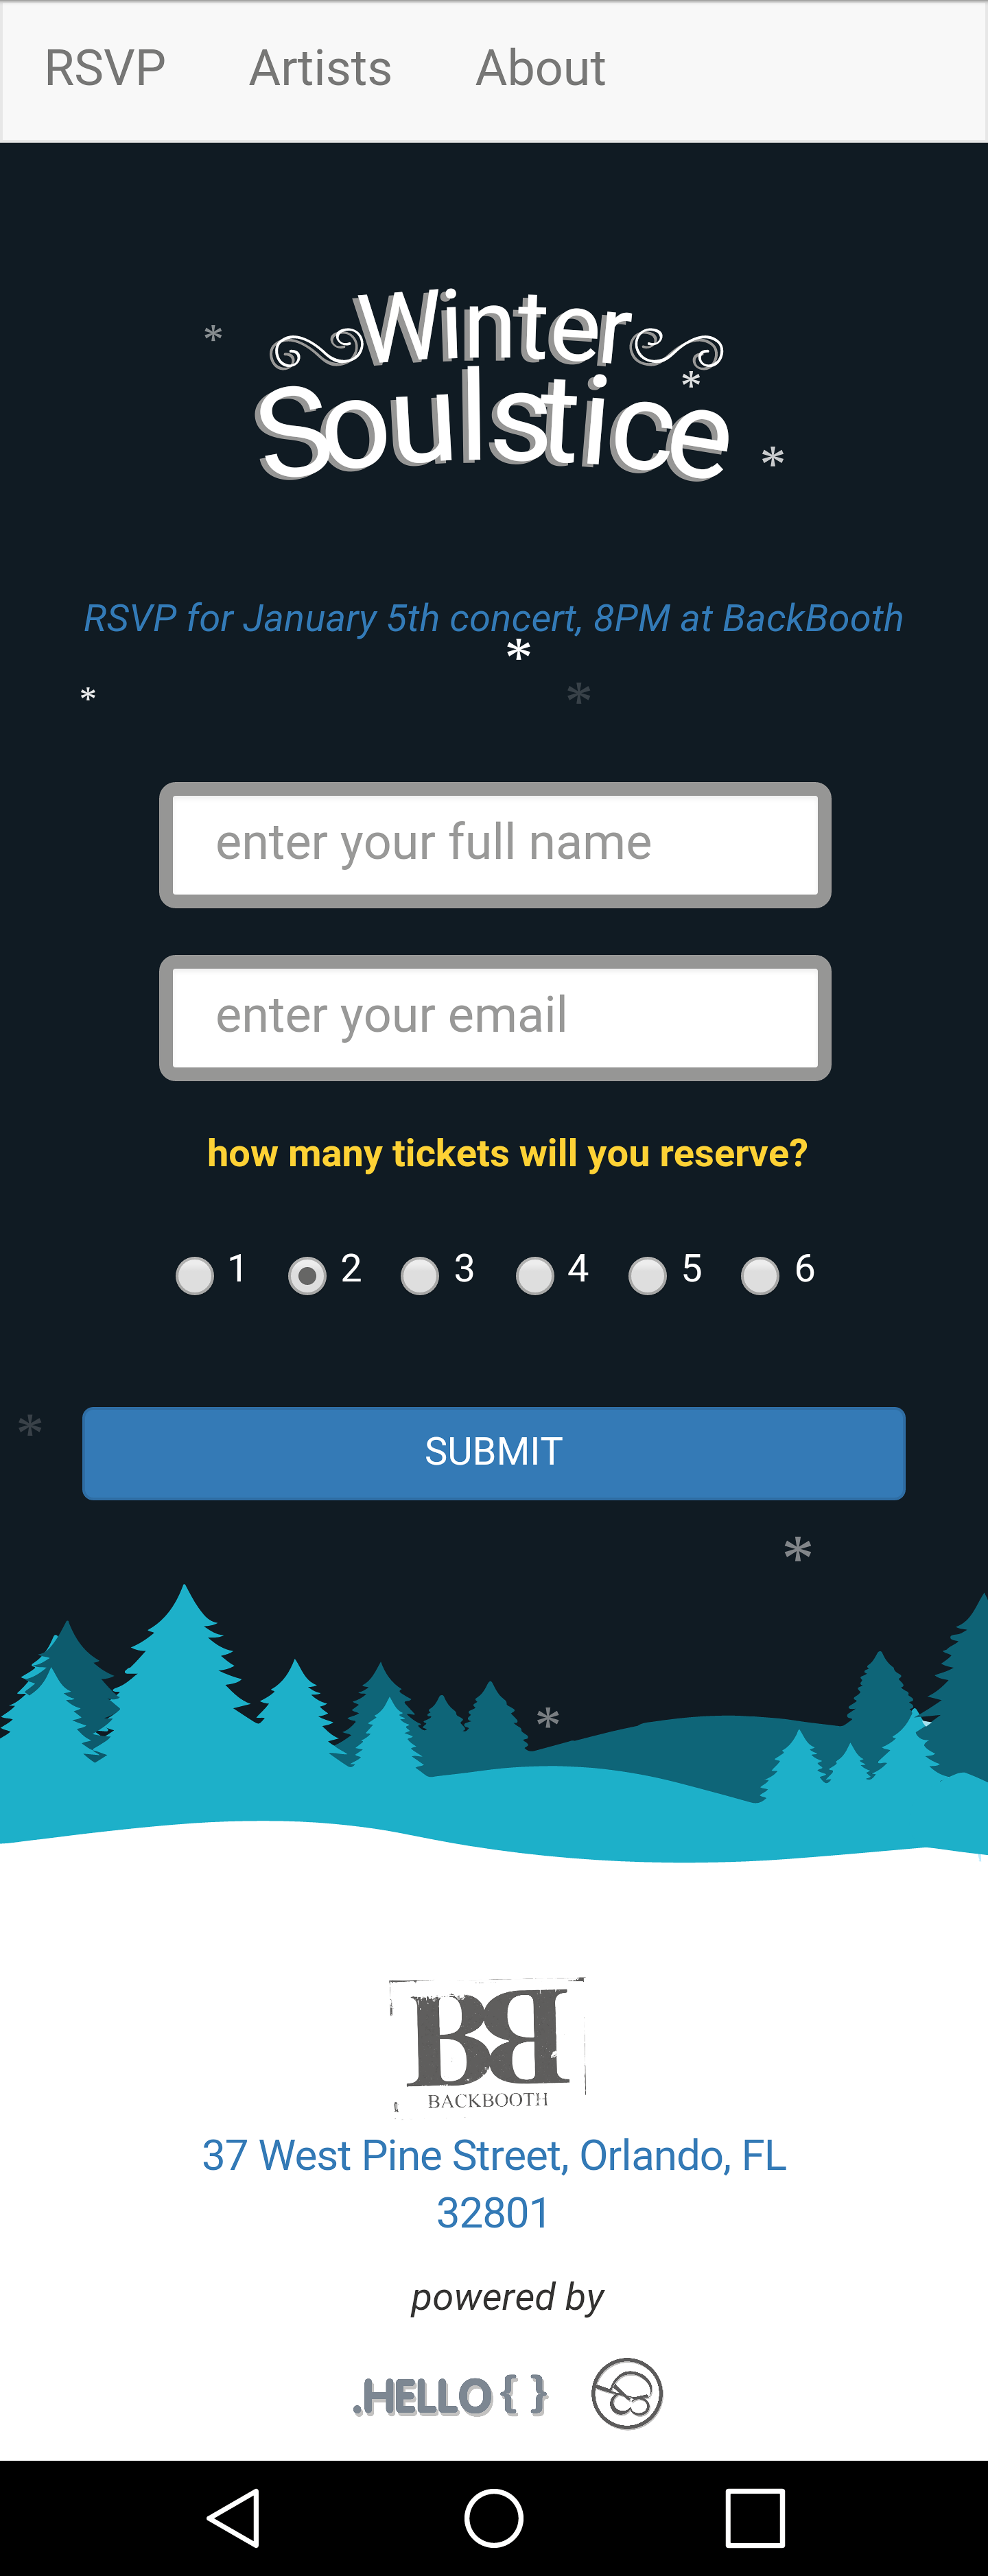 RSVP Artists About
Winter
Soulstice
RSVP for January 5th concert, 8PM at BackBooth
enter your full name
enter your email
how many tickets will you reserve?
1 2 3 4 5 6
SUBMIT
BB
BACKBOOTH
37 West Pine Street, Orlando, FL
32801
powered by
.HELLO{ }